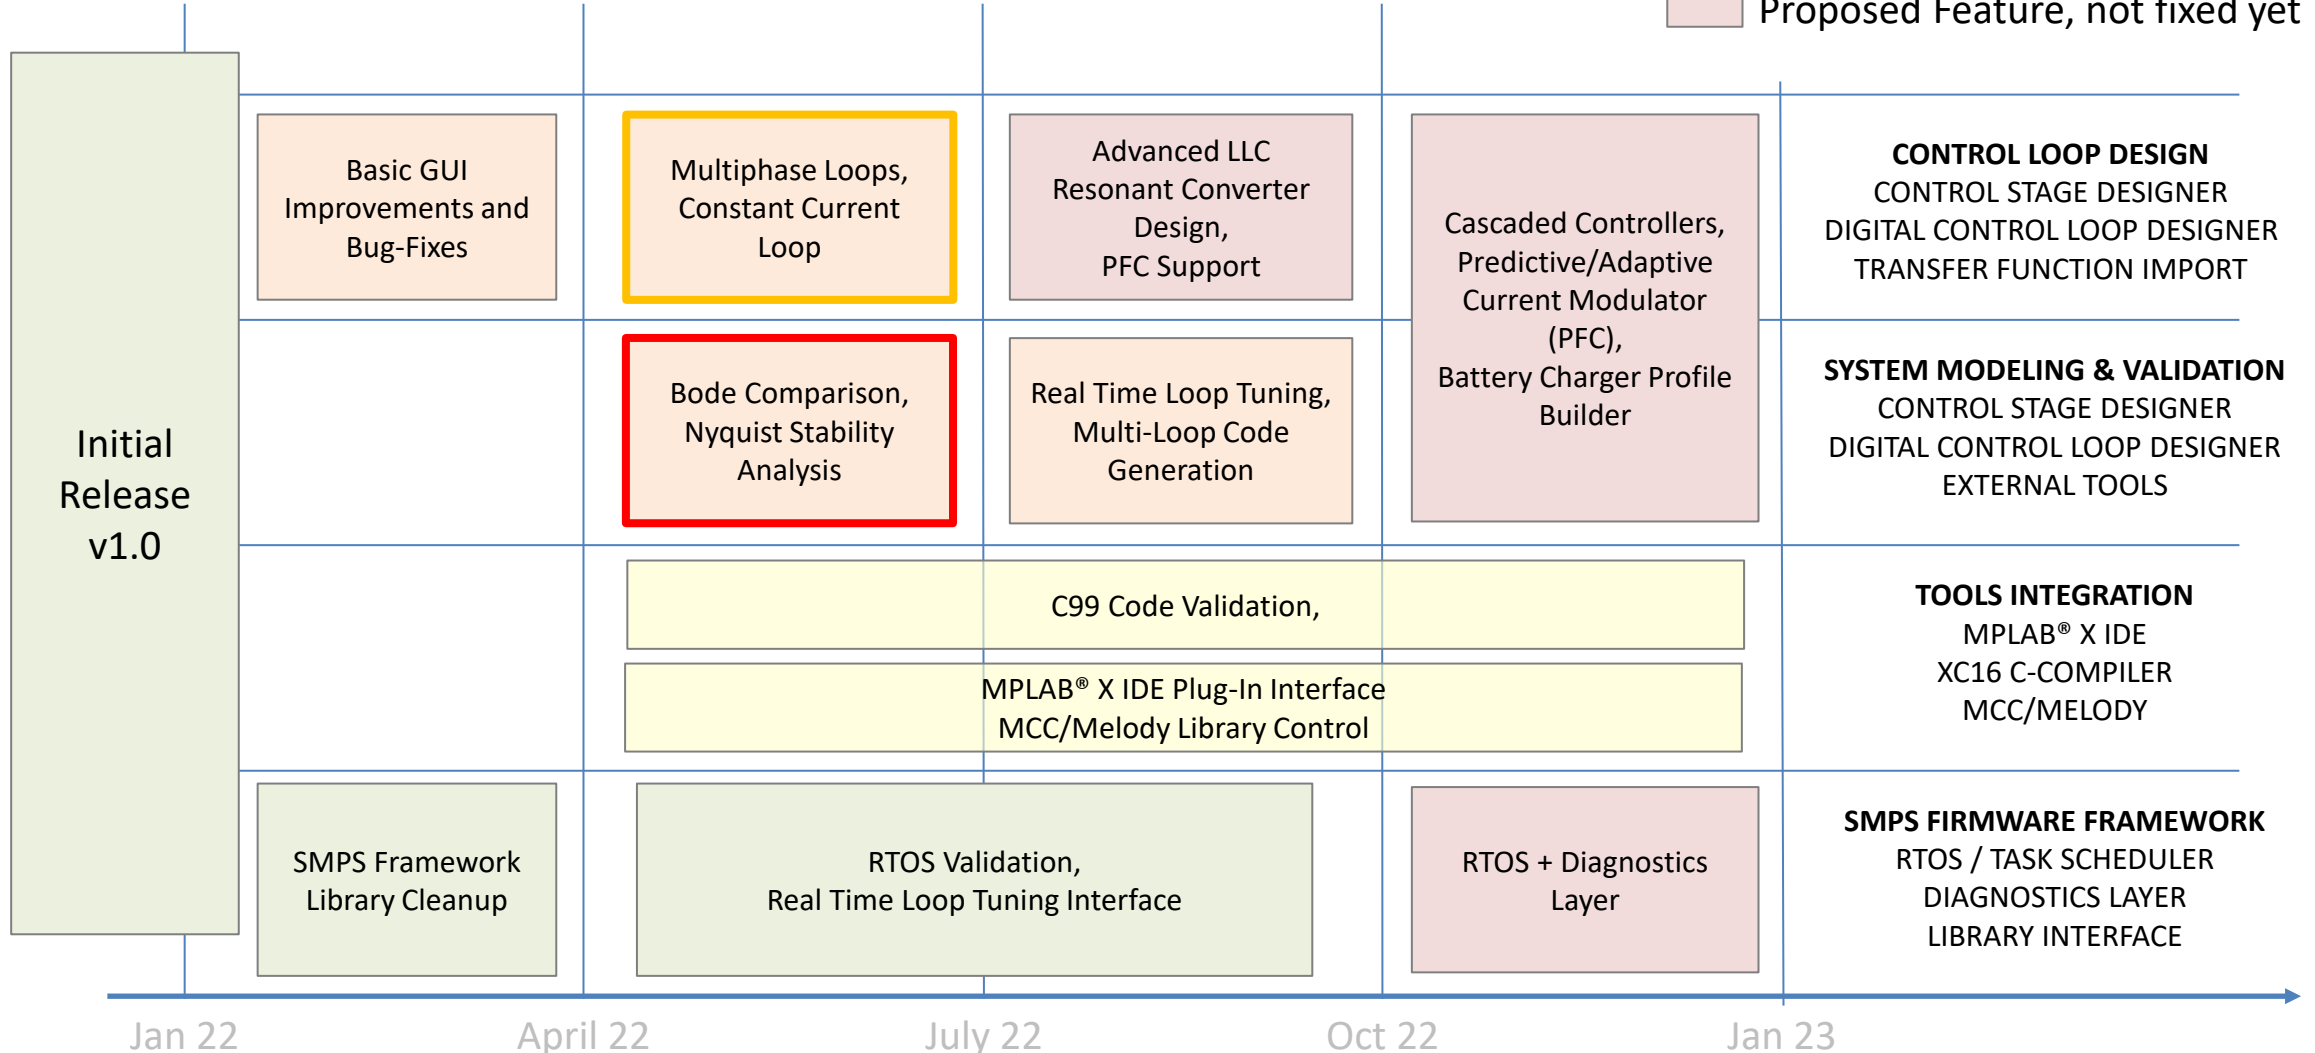 Proposed Feature, not fixed yet
Initial
Release
v1.0
Basic GUI
Improvements and
Bug-Fixes
Multiphase Loops,
Constant Current
Loop
Advanced LLC
Resonant Converter
Design,
PFC Support
Cascaded Controllers,
Predictive/Adaptive
Current Modulator
(PFC),
Battery Charger Profile
Builder
CONTROL LOOP DESIGN
CONTROL STAGE DESIGNER
DIGITAL CONTROL LOOP DESIGNER
TRANSFER FUNCTION IMPORT
Bode Comparison,
Nyquist Stability
Analysis
Real Time Loop Tuning,
Multi-Loop Code
Generation
SYSTEM MODELING & VALIDATION
CONTROL STAGE DESIGNER
DIGITAL CONTROL LOOP DESIGNER
EXTERNAL TOOLS
C99 Code Validation,
MPLAB® X IDE Plug-In Interface
MCC/Melody Library Control
TOOLS INTEGRATION
MPLAB® X IDE
XC16 C-COMPILER
MCC/MELODY
SMPS Framework
Library Cleanup
RTOS Validation,
Real Time Loop Tuning Interface
RTOS + Diagnostics
Layer
SMPS FIRMWARE FRAMEWORK
RTOS / TASK SCHEDULER
DIAGNOSTICS LAYER
LIBRARY INTERFACE
Jan 22
April 22
July 22
Oct 22
Jan 23